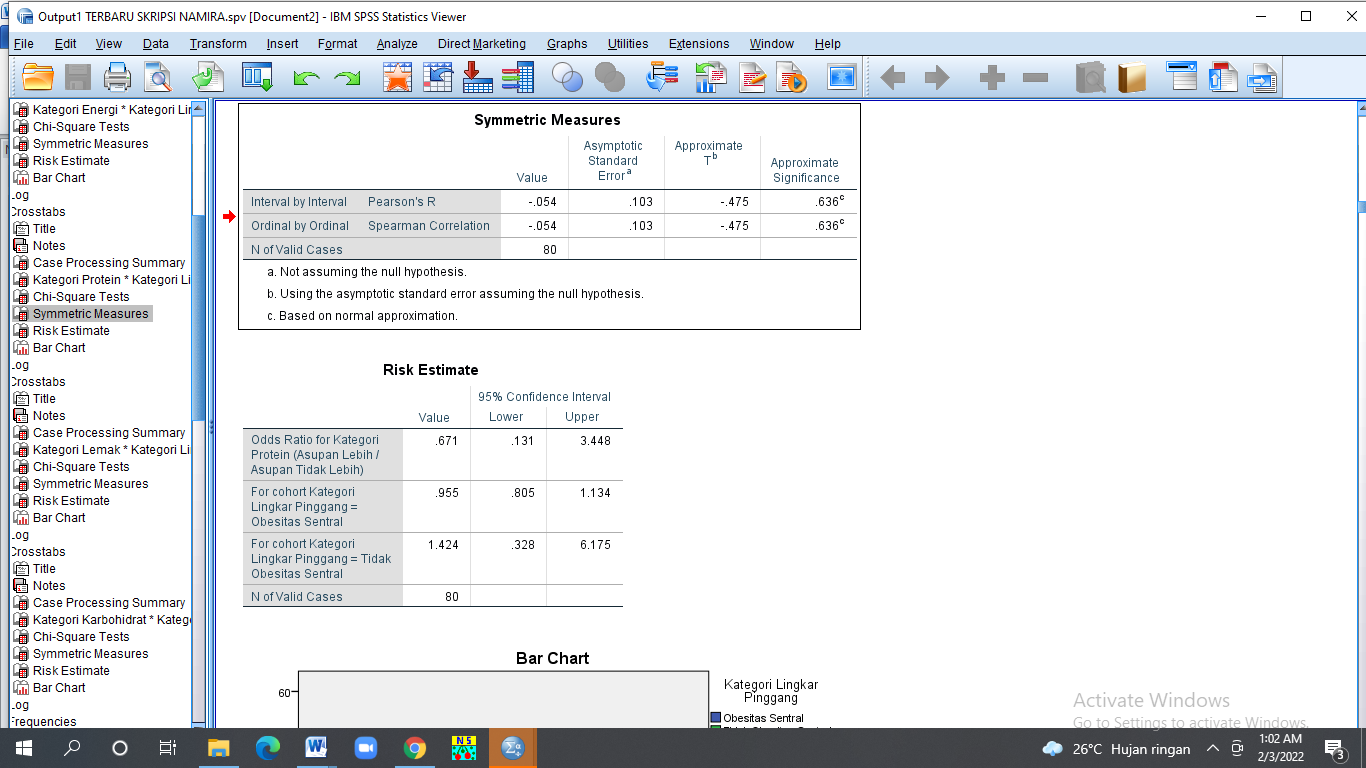 Output1 TERBARU SKRIPSI NAMIRA.spv [Document2] - IBM SPSS Statistics Viewer
File Edit View Data Transform Insert Format Analyze Direct Marketing Graphs Utilities Extensions Window Help
Kategori Energi * Kategori Lir
Chi-Square Tests
Symmetric Measures
Risk Estimate
Bar Chart
Log
Crosstabs
Title
Notes
Case Processing Summary
Kategori Protein * Kategori Li
Chi-Square Tests
Symmetric Measures
Risk Estimate
Bar Chart
Log
Crosstabs
Title
Notes
Case Processing Summary
Kategori Lemak * Kategori Li
Chi-Square Tests
Symmetric Measures
Risk Estimate
Bar Chart
Log
Crosstabs
Title
Notes
Case Processing Summary
Kategori Karbohidrat * Kateg
Chi-Square Tests
Symmetric Measures
Risk Estimate
Bar Chart
Log
Frequencies
Symmetric Measures
Value Asymptotic Standard Error^a Approximate T^b Approximate Significance
Interval by Interval Pearson's R -.054 .103 -.475 .636^c
Ordinal by Ordinal Spearman Correlation -.054 .103 -.475 .636^c
N of Valid Cases 80
a. Not assuming the null hypothesis.
b. Using the asymptotic standard error assuming the null hypothesis.
c. Based on normal approximation.
Risk Estimate
95% Confidence Interval
Value Lower Upper
Odds Ratio for Kategori .671 .131 3.448
Protein (Asupan Lebih /
Asupan Tidak Lebih)
For cohort Kategori .955 .805 1.134
Lingkar Pinggang =
Obesitas Sentral
For cohort Kategori 1.424 .328 6.175
Lingkar Pinggang = Tidak
Obesitas Sentral
N of Valid Cases 80
Bar Chart
60
Kategori Lingkar
Pinggang
Obesitas Sentral
Activate Windows
Go to Settings to activate Windows.
N 5
26°C Hujan ringan
1:02 AM
2/3/2022
3